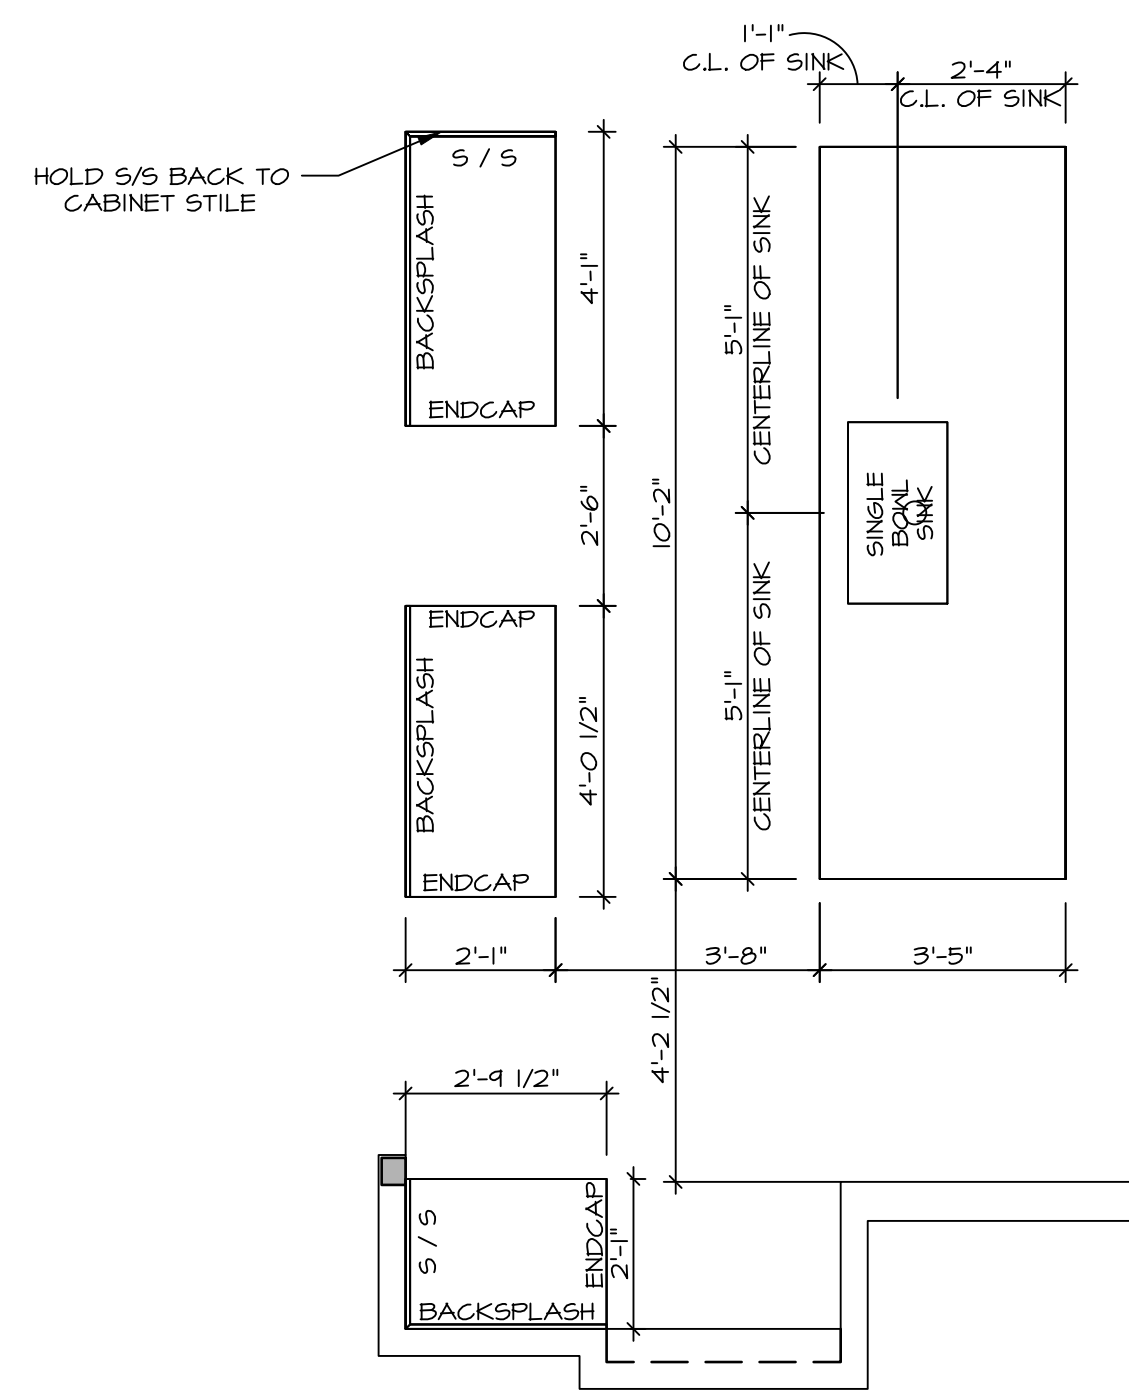 1'-1"
C.L. OF SINK
2'-4"
C.L. OF SINK
HOLD S/S BACK TO
CABINET STILE
S / S
BACKSPLASH
ENDCAP
4'-1"
2'-6"
ENDCAP
BACKSPLASH
ENDCAP
4'-0 1/2"
10'-2"
5'-1"
CENTERLINE OF SINK
5'-1"
CENTERLINE OF SINK
SINGLE
BOWL
SINK
2'-1"
3'-8"
3'-5"
4'-2 1/2"
2'-9 1/2"
S / S
ENDCAP
2'-1"
BACKSPLASH